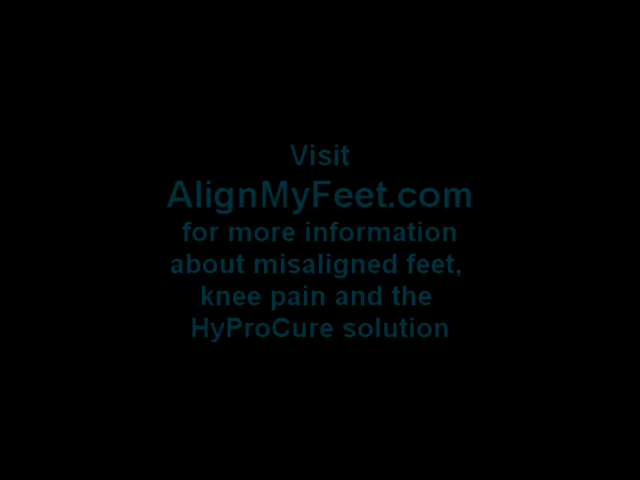 Visit
AlignMyFeet.com
for more information
about misaligned feet,
knee pain and the
HyProCure solution